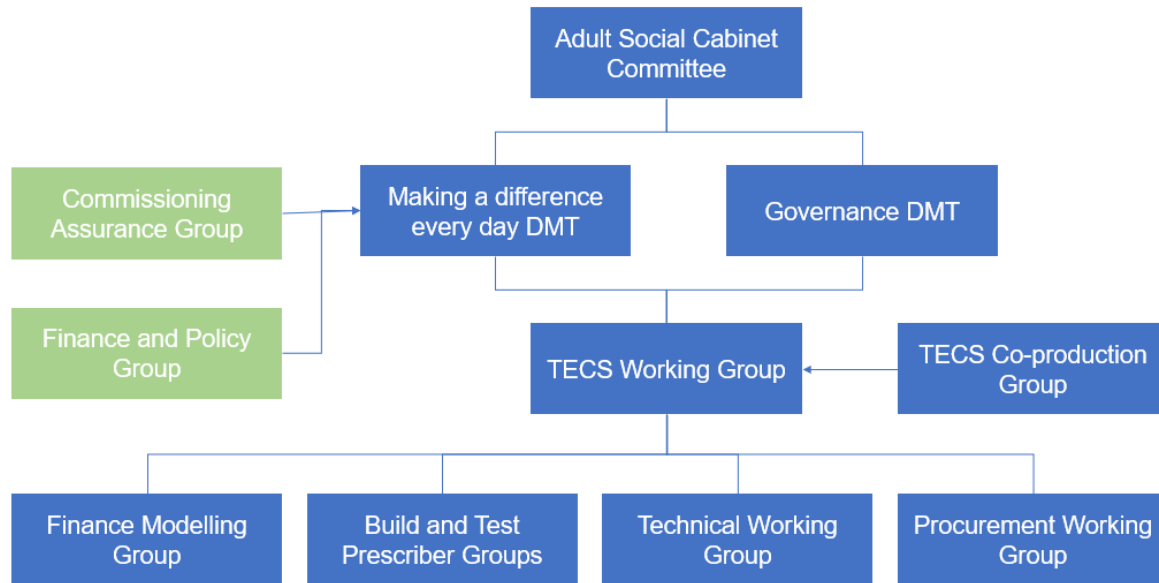 Adult Social Cabinet
Committee
Commissioning
Assurance Group
Making a difference
every day DMT
Governance DMT
Finance and Policy
Group
TECS Working Group
TECS Co-production
Group
Finance Modelling
Group
Build and Test
Prescriber Groups
Technical Working
Group
Procurement Working
Group